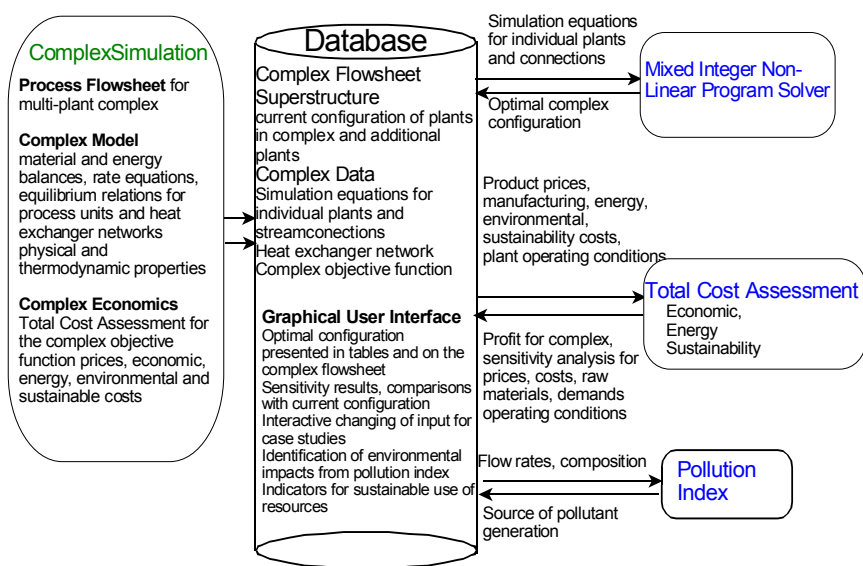 ComplexSimulation
Process Flowsheet for
multi-plant complex
Complex Model
material and energy
balances, rate equations,
equilibrium relations for
process units and heat
exchanger networks
physical and
thermodynamic properties
Complex Economics
Total Cost Assessment for
the complex objective
function prices, economic,
energy, environmental and
sustainable costs
Database
Complex Flowsheet
Superstructure
current configuration of plants
in complex and additional
plants
Complex Data
Simulation equations for
individual plants and
streamconections
Heat exchanger network
Complex objective function
Graphical User Interface
Optimal configuration
presented in tables and on the
complex flowsheet
Sensitivity results, comparisons
with current configuration
Interactive changing of input for
case studies
Identification of environmental
impacts from pollution index
Indicators for sustainable use of
resources
Simulation equations
for individual plants
and connections
Optimal complex
configuration
Mixed Integer Non-
Linear Program Solver
Product prices,
manufacturing, energy,
environmental,
sustainability costs,
plant operating conditions
Total Cost Assessment
Economic,
Energy
Sustainability
Profit for complex,
sensitivity analysis for
prices, costs, raw
materials, demands
operating conditions
Flow rates, composition
Pollution
Index
Source of pollutant
generation